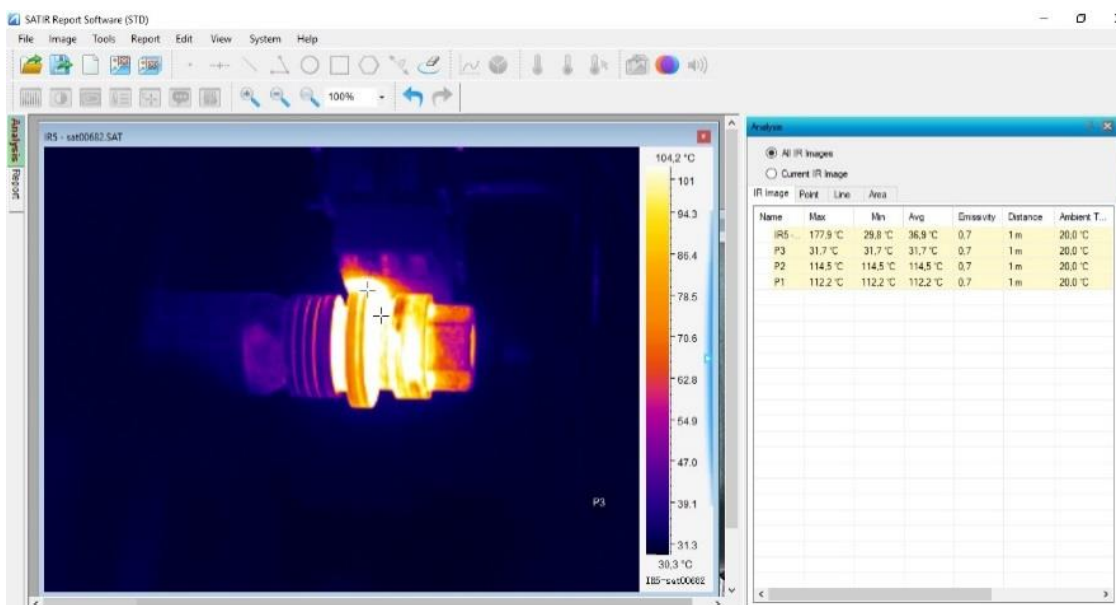 SATIR Report Software (STD)
File Image Tools Report Edit View System Help
100%
Analysis
Report
IR5 - sat00682.SAT
104,2 °C
101
94.3
86.4
78.5
70.6
62.8
54.9
47.0
39.1
31.3
30,3 °C
IR5-sat00682
P3
Analysis
All IR Images
Current IR Image
IR Image Point Line Area
Name Max Min Avg Emissivity Distance Ambient T...
IR5 -... 177,9 °C 29,8 °C 36,9 °C 0,7 1 m 20,0 °C
P3 31,7 °C 31,7 °C 31,7 °C 0,7 1 m 20,0 °C
P2 114,5 °C 114,5 °C 114,5 °C 0,7 1 m 20,0 °C
P1 112,2 °C 112,2 °C 112,2 °C 0,7 1 m 20,0 °C